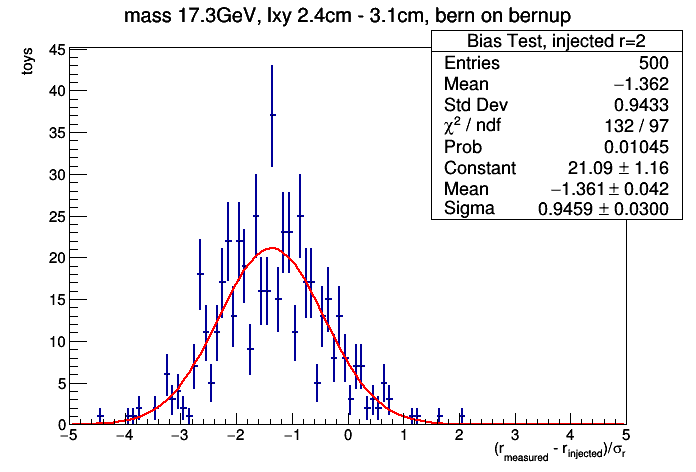 mass 17.3GeV, lxy 2.4cm - 3.1cm, bern on bernup
Bias Test, injected r=2
Entries 500
Mean −1.362
Std Dev 0.9433
χ² / ndf 132 / 97
Prob 0.01045
Constant 21.09 ± 1.16
Mean −1.361 ± 0.042
Sigma 0.9459 ± 0.0300
toys
45
40
35
30
25
20
15
10
5
0
−5 −4 −3 −2 −1 0 1 2 3 4 5
(r_measured - r_injected)/σ_r